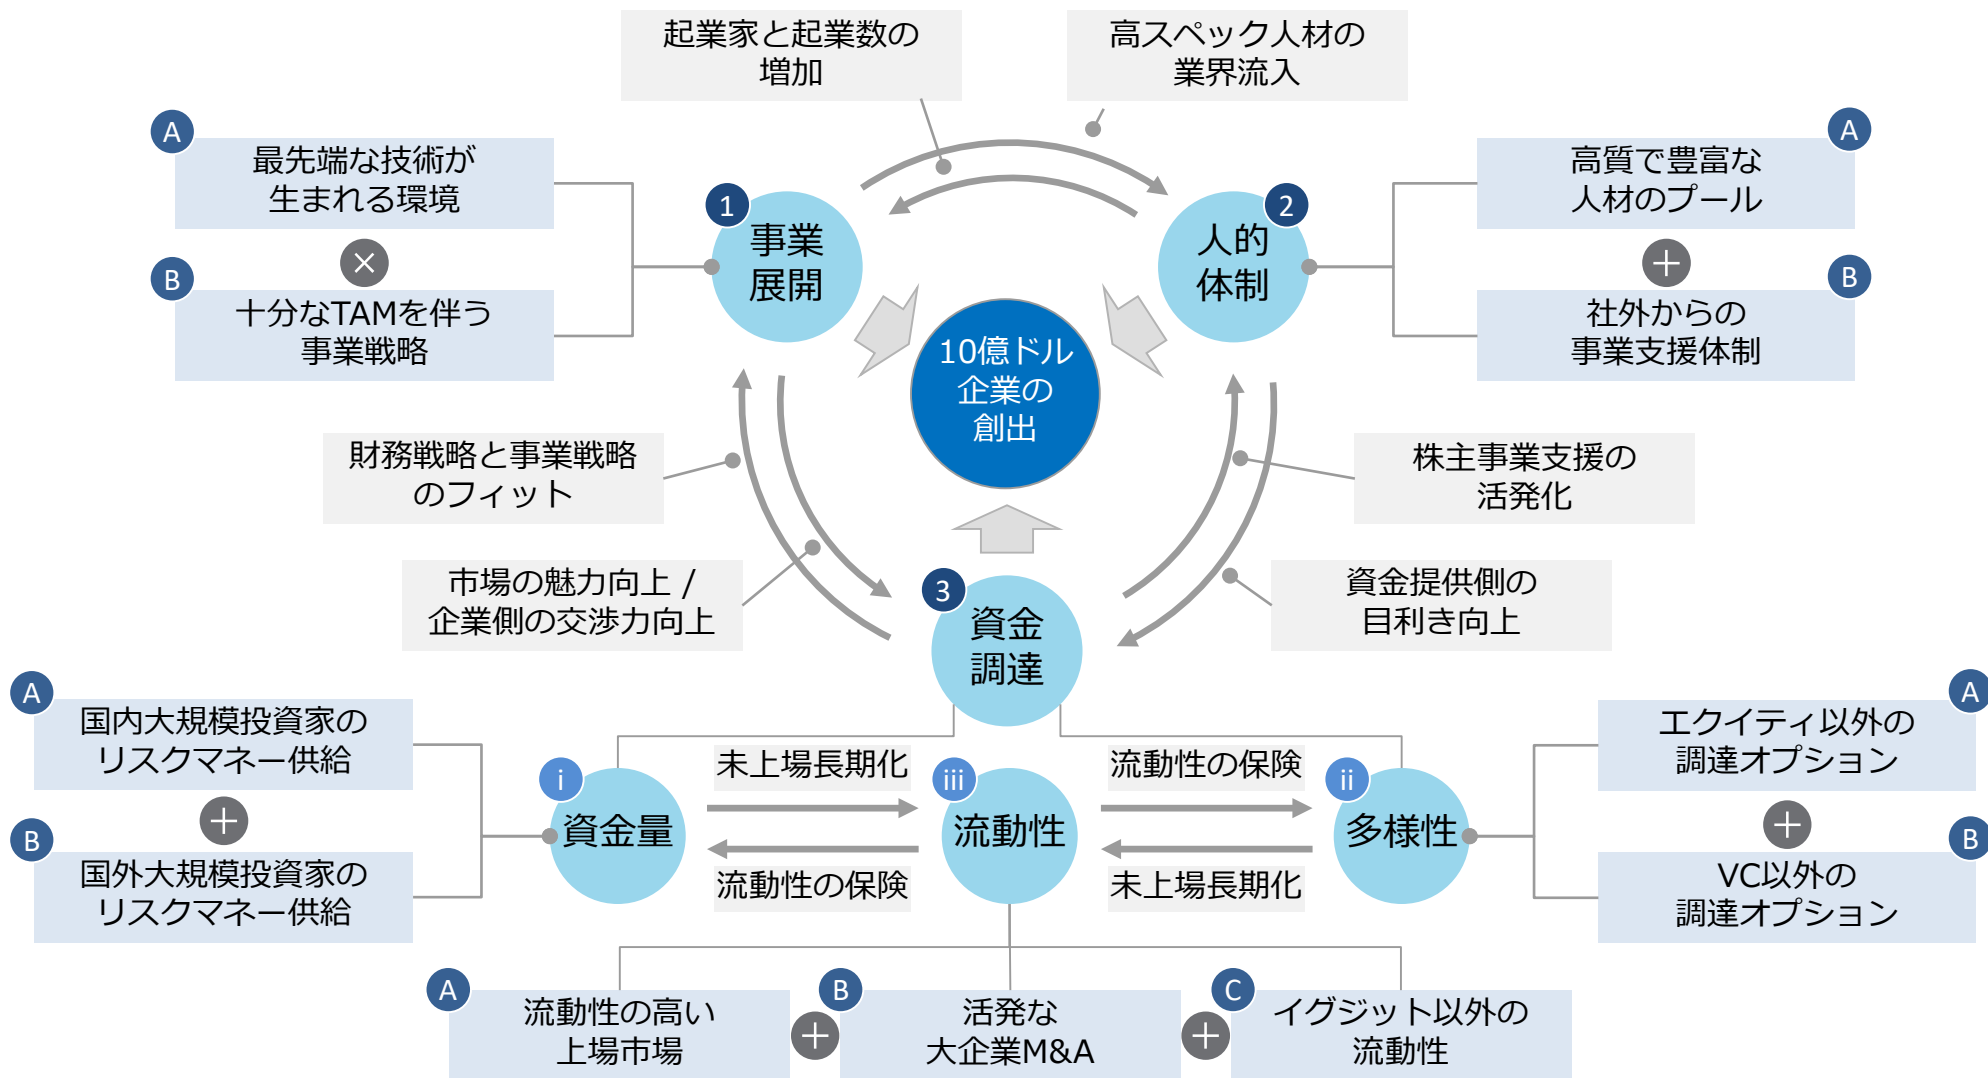 起業家と起業数の
増加
高スペック人材の
業界流入
A
最先端な技術が
生まれる環境
×
B
十分なTAMを伴う
事業戦略
1
事業
展開
2
人的
体制
A
高質で豊富な
人材のプール
+
B
社外からの
事業支援体制
10億ドル
企業の
創出
財務戦略と事業戦略
のフィット
株主事業支援の
活発化
市場の魅力向上 /
企業側の交渉力向上
資金提供側の
目利き向上
3
資金
調達
A
国内大規模投資家の
リスクマネー供給
+
B
国外大規模投資家の
リスクマネー供給
i
資金量
未上場長期化
流動性の保険
iii
流動性
流動性の保険
未上場長期化
ii
多様性
A
エクイティ以外の
調達オプション
+
B
VC以外の
調達オプション
A
流動性の高い
上場市場
+
B
活発な
大企業M&A
+
C
イグジット以外の
流動性